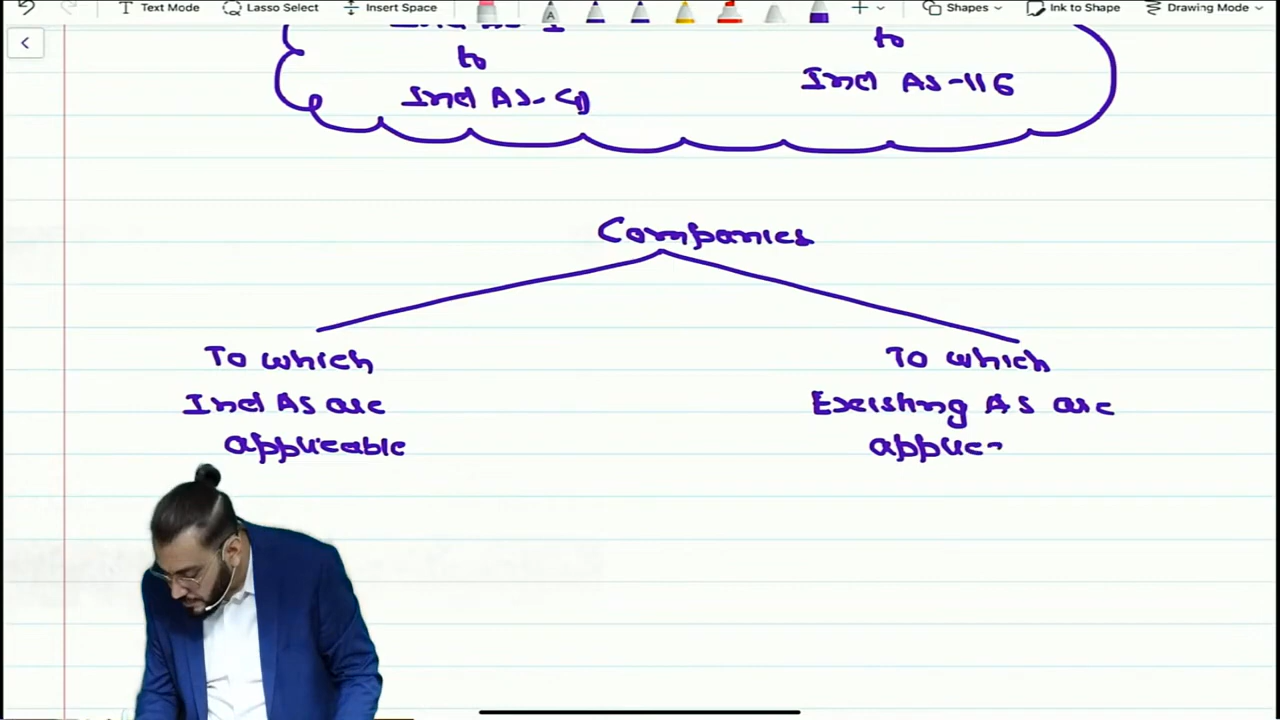 Text Mode Lasso Select Insert Space Shapes Ink to Shape Drawing Mode
to to
Ind AS-41 Ind AS-116
Companies
To which To which
Ind AS are Existing AS are
applicable applic